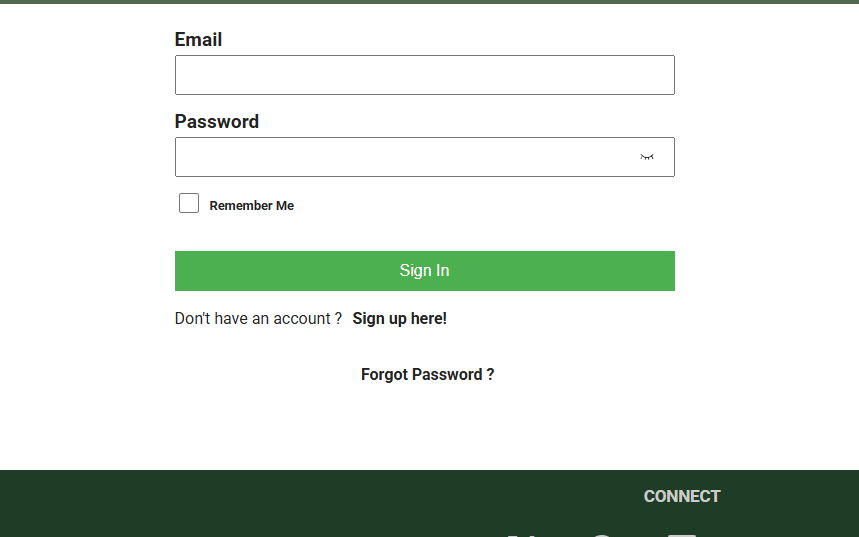 Email
Password
Remember Me
Sign In
Don't have an account ? Sign up here!
Forgot Password ?
CONNECT